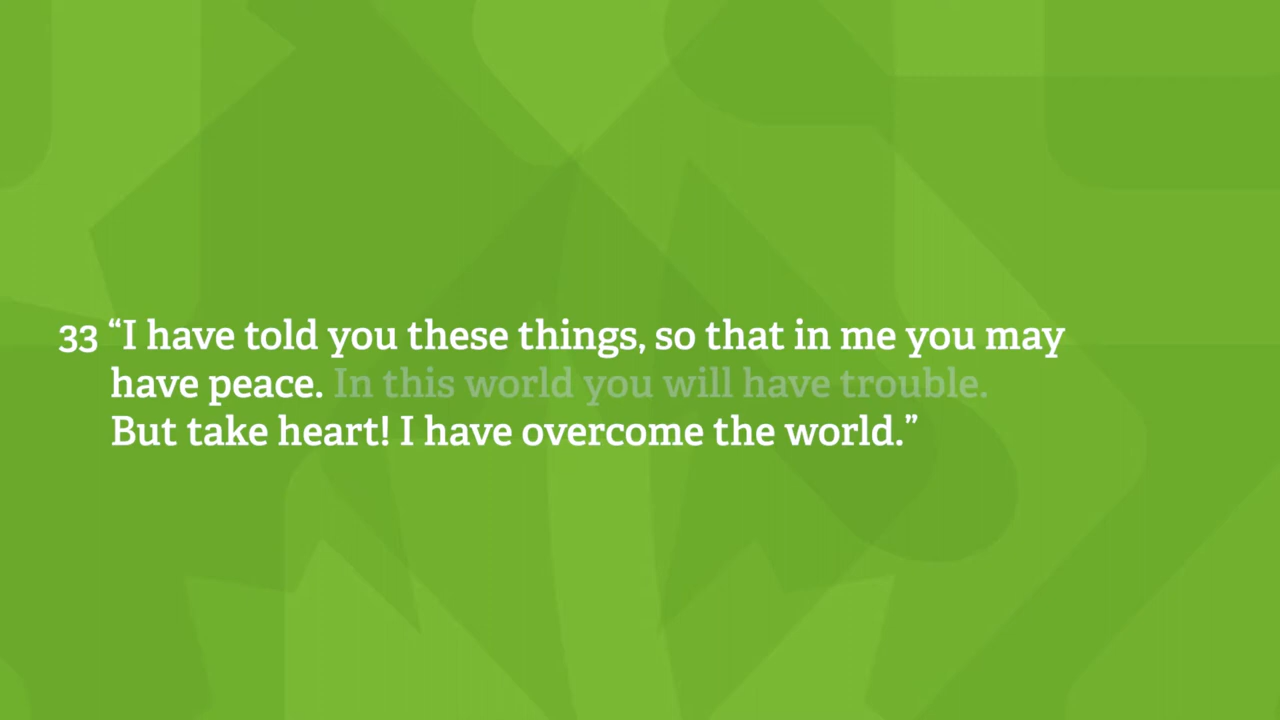 33 “I have told you these things, so that in me you may
have peace. In this world you will have trouble.
But take heart! I have overcome the world.”